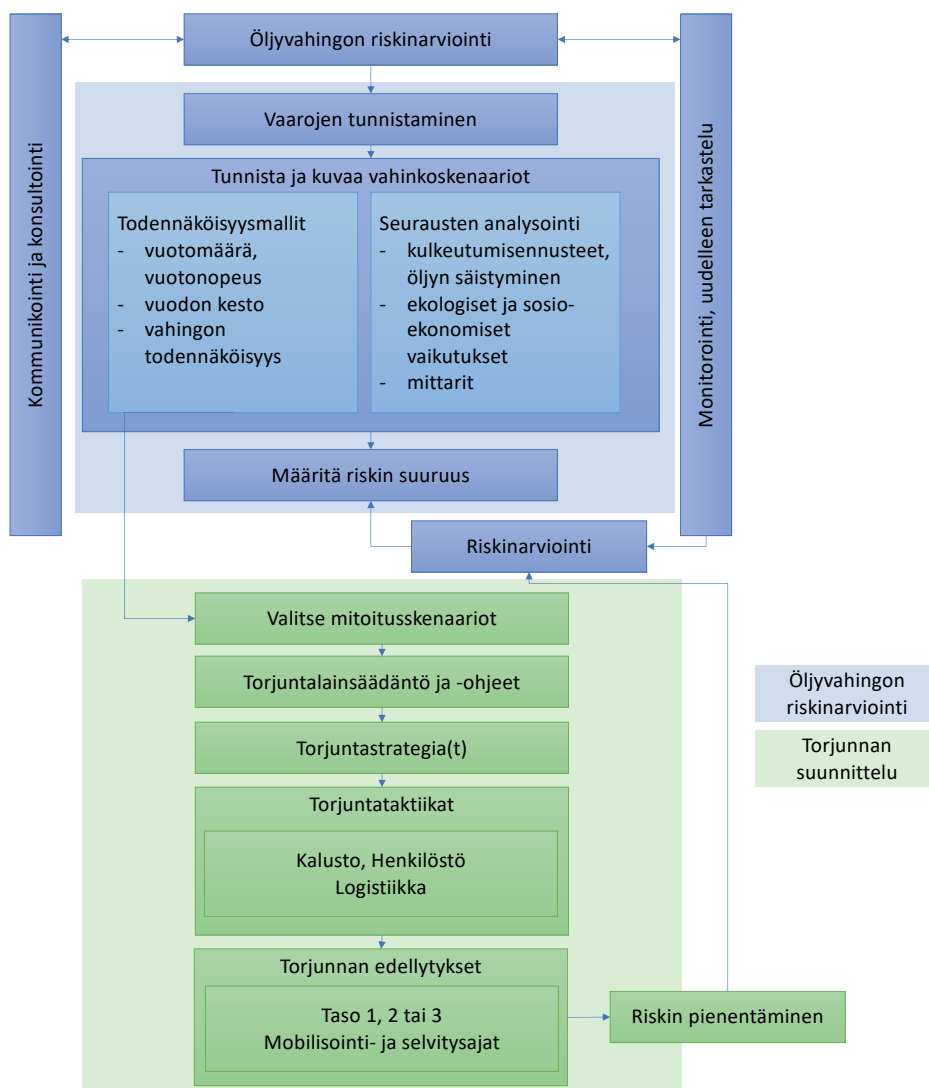 Öljyvahingon riskinarviointi
Kommunikointi ja konsultointi
Monitorointi, uudelleen tarkastelu
Vaarojen tunnistaminen
Tunnista ja kuvaa vahinkoskenaariot
Todennäköisyysmallit
- vuotomäärä,
vuotonopeus
- vuodon kesto
- vahingon
todennäköisyys
Seurausten analysointi
- kulkeutumisennusteet,
öljyn säistyminen
- ekologiset ja sosio-
ekonomiset
vaikutukset
- mittarit
Määritä riskin suuruus
Riskinarviointi
Valitse mitoitusskenaariot
Torjuntalainsäädäntö ja -ohjeet
Torjuntastrategia(t)
Torjuntataktiikat
Kalusto, Henkilöstö
Logistiikka
Torjunnan edellytykset
Taso 1, 2 tai 3
Mobilisointi- ja selvitysajat
Riskin pienentäminen
Öljyvahingon
riskinarviointi
Torjunnan
suunnittelu